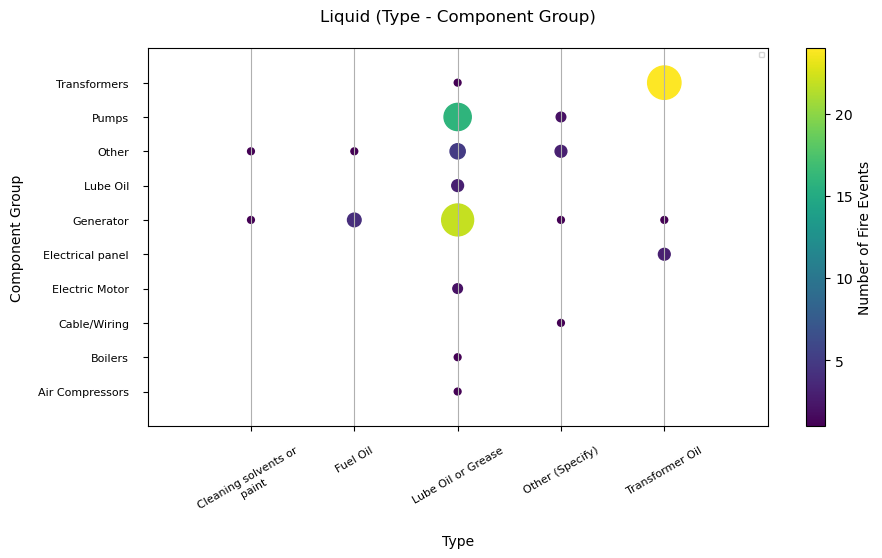 Liquid (Type - Component Group)
Transformers
Pumps
Other
Lube Oil
Generator
Electrical panel
Electric Motor
Cable/Wiring
Boilers
Air Compressors
Component Group
Cleaning solvents or
paint
Fuel Oil
Lube Oil or Grease
Other (Specify)
Transformer Oil
Type
20
15
10
5
Number of Fire Events